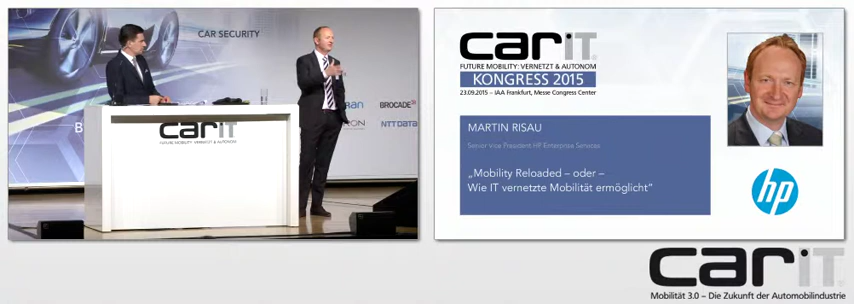 CAR SECURITY
B
BROCADE
NTT DATA
carIT
FUTURE MOBILITY: VERNETZT & AUTONOM
carIT
FUTURE MOBILITY: VERNETZT & AUTONOM
KONGRESS 2015
23.09.2015 – IAA Frankfurt, Messe Congress Center
MARTIN RISAU
Senior vice President HP Enterprise Services
„Mobility Reloaded – oder –
Wie IT vernetzte Mobilität ermöglicht“
hp
carIT
Mobilität 3.0 – Die Zukunft der Automobilindustrie